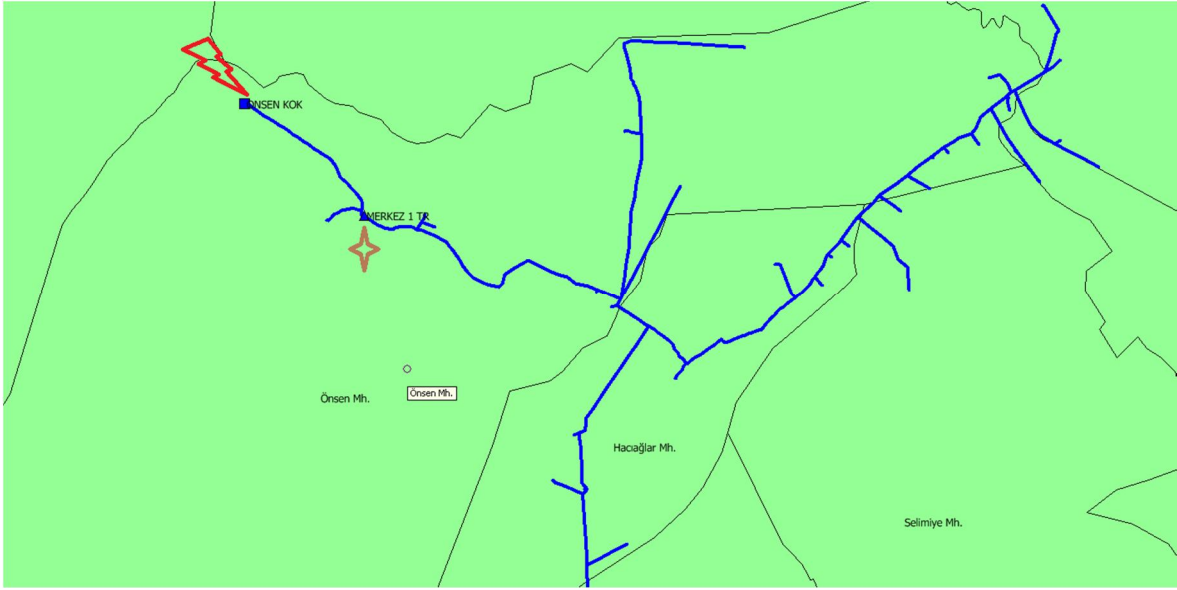 ÖNSEN KOK
MERKEZ 1 TR
Önsen Mh.
Önsen Mh.
Hacıağlar Mh.
Selimiye Mh.